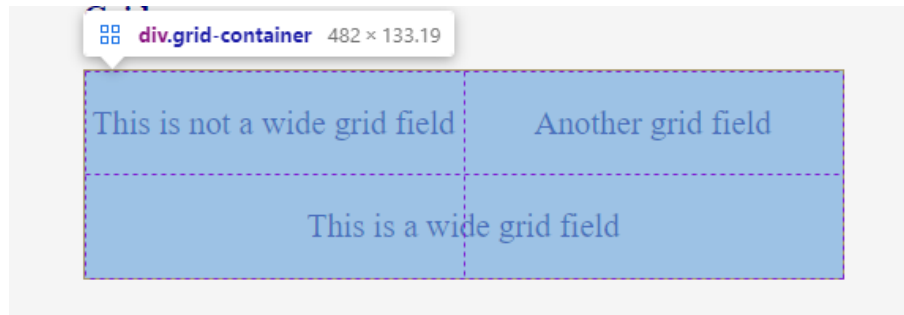 div.grid-container 482 × 133.19
This is not a wide grid field Another grid field
This is a wide grid field